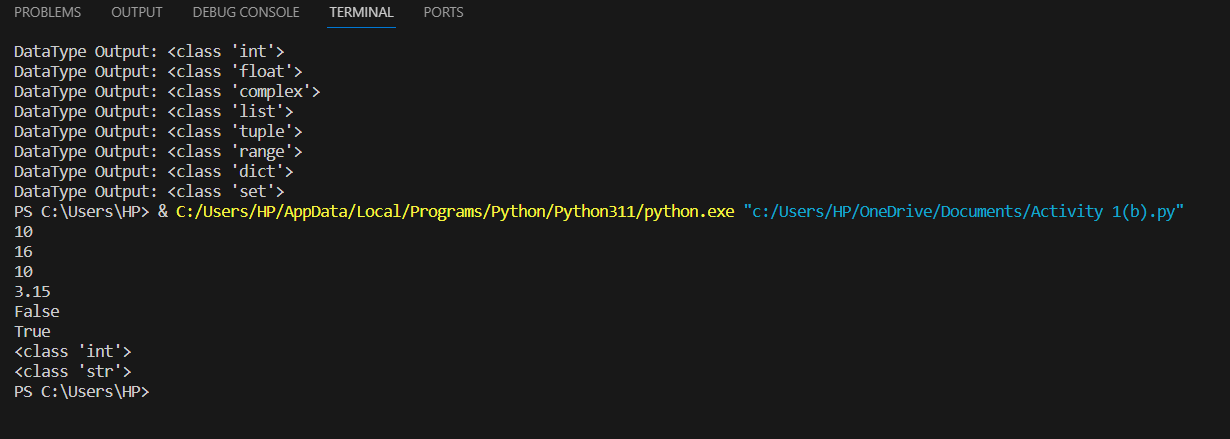 PROBLEMS OUTPUT DEBUG CONSOLE TERMINAL PORTS
DataType Output: <class 'int'>
DataType Output: <class 'float'>
DataType Output: <class 'complex'>
DataType Output: <class 'list'>
DataType Output: <class 'tuple'>
DataType Output: <class 'range'>
DataType Output: <class 'dict'>
DataType Output: <class 'set'>
PS C:\Users\HP> & C:/Users/HP/AppData/Local/Programs/Python/Python311/python.exe "c:/Users/HP/OneDrive/Documents/Activity 1(b).py"
10
16
10
3.15
False
True
<class 'int'>
<class 'str'>
PS C:\Users\HP>